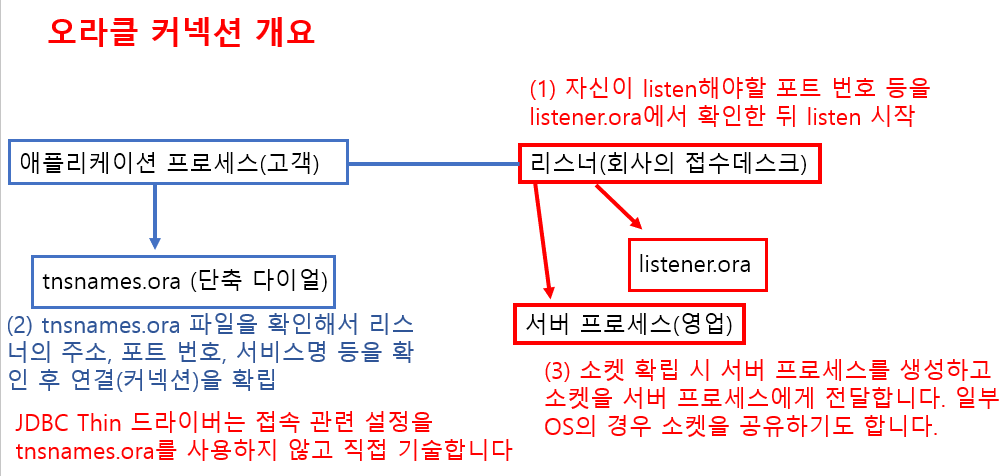 오라클 커넥션 개요
(1) 자신이 listen해야할 포트 번호 등을
listener.ora에서 확인한 뒤 listen 시작
애플리케이션 프로세스(고객)
리스너(회사의 접수데스크)
tnsnames.ora (단축 다이얼)
listener.ora
서버 프로세스(영업)
(2) tnsnames.ora 파일을 확인해서 리스
너의 주소, 포트 번호, 서비스명 등을 확
인 후 연결(커넥션)을 확립
(3) 소켓 확립 시 서버 프로세스를 생성하고
소켓을 서버 프로세스에게 전달합니다. 일부
OS의 경우 소켓을 공유하기도 합니다.
JDBC Thin 드라이버는 접속 관련 설정을
tnsnames.ora를 사용하지 않고 직접 기술합니다